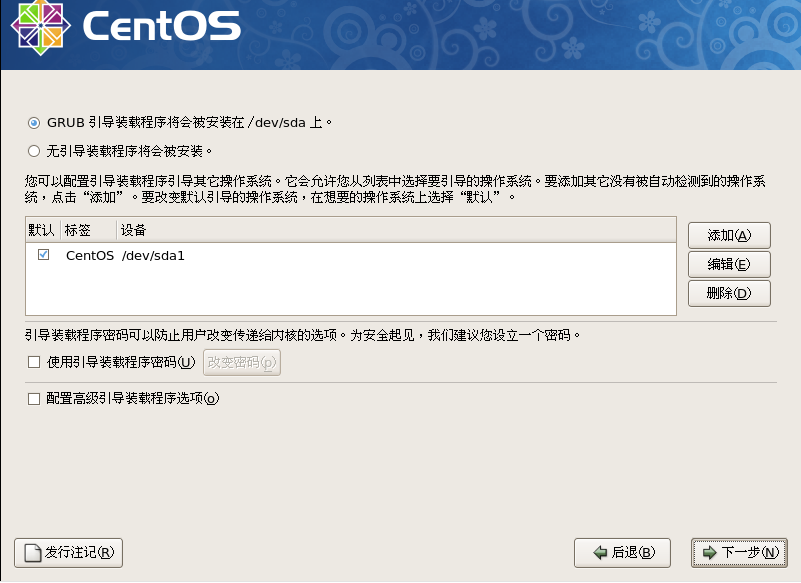 CentOS
GRUB 引导装载程序将会被安装在 /dev/sda 上。
无引导装载程序将会被安装。
您可以配置引导装载程序引导其它操作系统。它会允许您从列表中选择要引导的操作系统。要添加其它没有被自动检测到的操作系
统，点击“添加”。要改变默认引导的操作系统，在想要的操作系统上选择“默认”。
默认 标签 设备
CentOS /dev/sda1
添加(A)
编辑(E)
删除(D)
引导装载程序密码可以防止用户改变传递给内核的选项。为安全起见，我们建议您设立一个密码。
使用引导装载程序密码(U) 改变密码(p)
配置高级引导装载程序选项(o)
发行注记(R) 后退(B) 下一步(N)